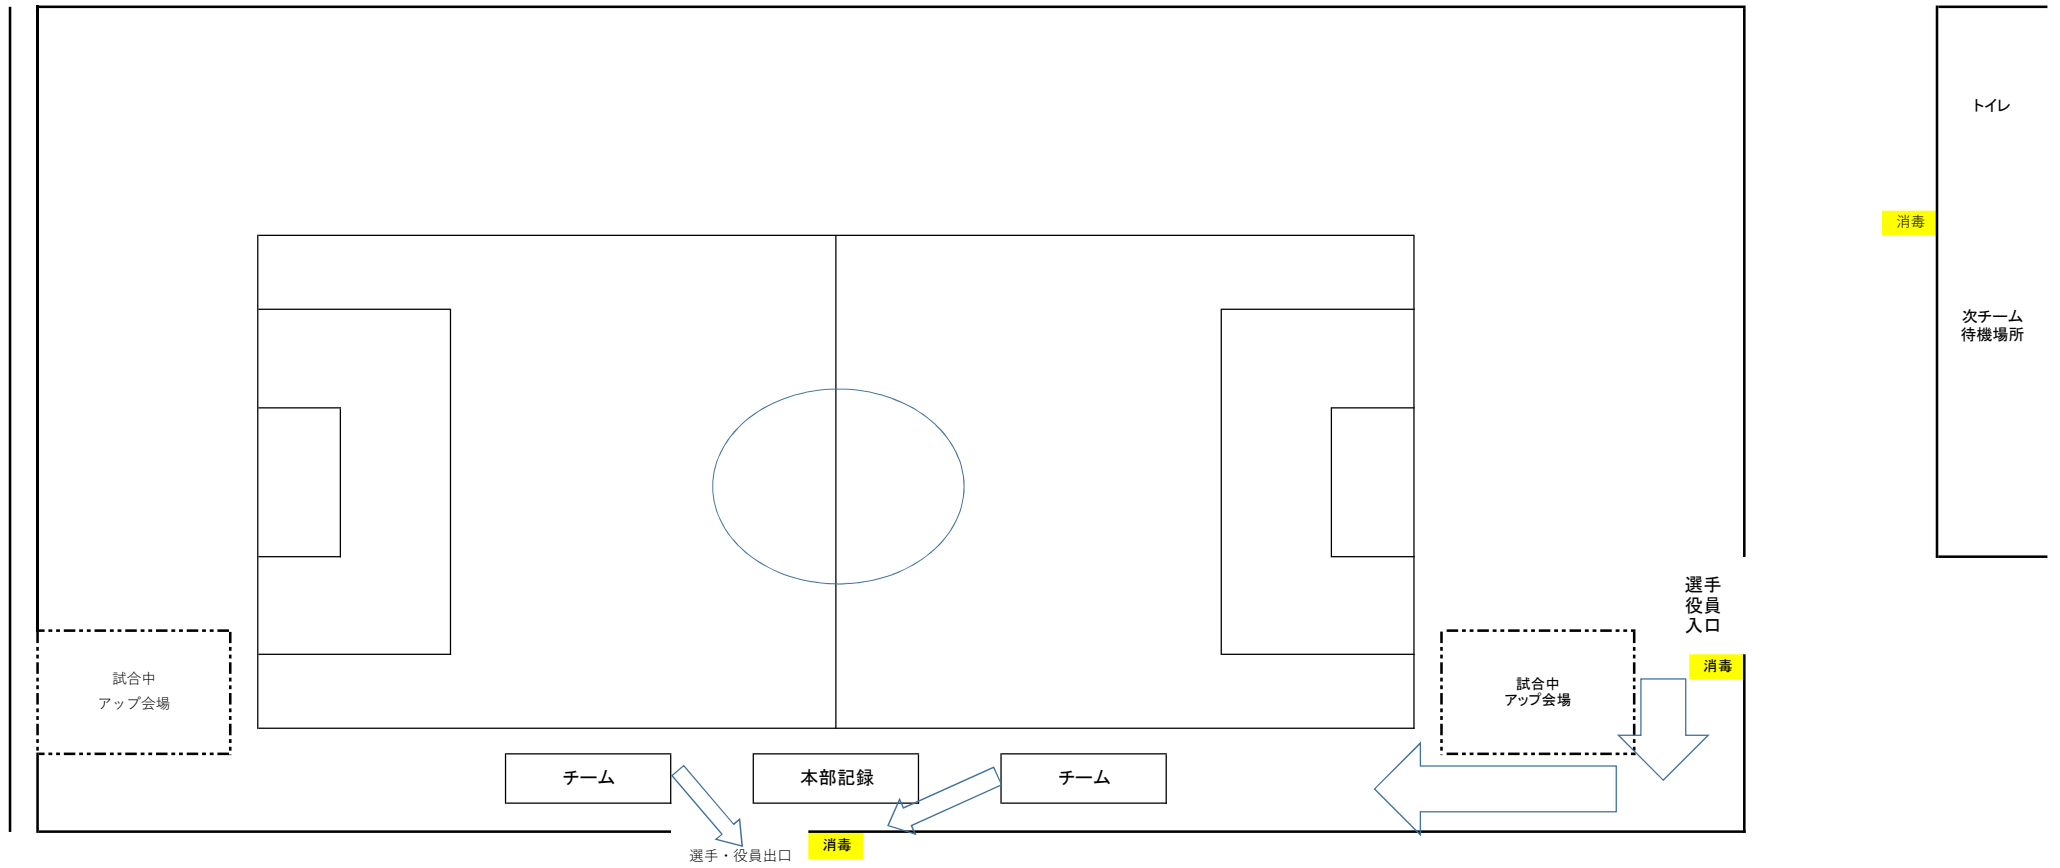 トイレ
消毒
次チーム
待機場所
選手
役員
入口
消毒
試合中
アップ会場
試合中
アップ会場
チーム
本部記録
チーム
選手・役員出口
消毒